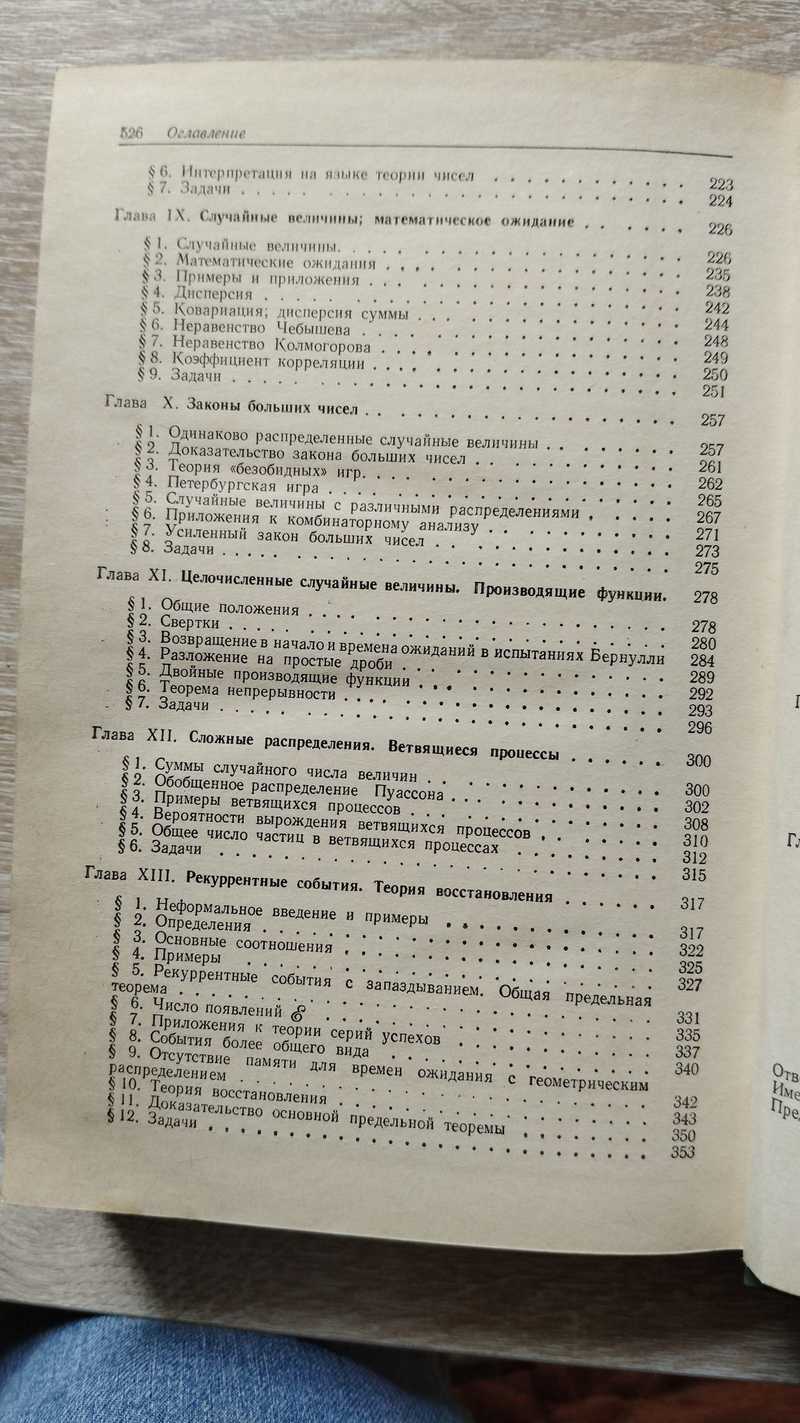 526 Оглавление
§ 6. Интерпретация на языке теории чисел . . . . . . . . . . 223
§ 7. Задачи . . . . . . . . . . 224
Глава IX. Случайные величины; математическое ожидание . . . . . . 226
§ 1. Случайные величины. . . . . . . . . . 226
§ 2. Математические ожидания . . . . . . . . . . 235
§ 3. Примеры и приложения . . . . . . . . . . 238
§ 4. Дисперсия . . . . . . . . . . 242
§ 5. Ковариация; дисперсия суммы . . . . . . . . . . 244
§ 6. Неравенство Чебышева . . . . . . . . . . 248
§ 7. Неравенство Колмогорова . . . . . . . . . . 249
§ 8. Коэффициент корреляции . . . . . . . . . . 250
§ 9. Задачи . . . . . . . . . . 251
Глава X. Законы больших чисел . . . . . . . . . . 257
§ 1. Одинаково распределенные случайные величины . . . . . . . . 257
§ 2. Доказательство закона больших чисел . . . . . . . . . . 261
§ 3. Теория «безобидных» игр. . . . . . . . . . 262
§ 4. Петербургская игра . . . . . . . . . . 265
§ 5. Случайные величины с различными распределениями . . . . . 267
§ 6. Приложения к комбинаторному анализу . . . . . . . . . . 271
§ 7. Усиленный закон больших чисел . . . . . . . . . . 273
§ 8. Задачи . . . . . . . . . . 275
Глава XI. Целочисленные случайные величины. Производящие функции. 278
§ 1. Общие положения . . . . . . . . . . 278
§ 2. Свертки . . . . . . . . . . 280
§ 3. Возвращение в начало и времена ожиданий в испытаниях Бернулли 284
§ 4. Разложение на простые дроби . . . . . . . . . . 289
§ 5. Двойные производящие функции . . . . . . . . . . 292
§ 6. Теорема непрерывности . . . . . . . . . . 293
§ 7. Задачи . . . . . . . . . . 296
Глава XII. Сложные распределения. Ветвящиеся процессы . . . . . . 300
§ 1. Суммы случайного числа величин . . . . . . . . . . 300
§ 2. Обобщенное распределение Пуассона . . . . . . . . . . 302
§ 3. Примеры ветвящихся процессов . . . . . . . . . . 308
§ 4. Вероятности вырождения ветвящихся процессов . . . . . . . 310
§ 5. Общее число частиц в ветвящихся процессах . . . . . . . . 312
§ 6. Задачи . . . . . . . . . . 315
Глава XIII. Рекуррентные события. Теория восстановления . . . . . . 317
§ 1. Неформальное введение и примеры . . . . . . . . . . 317
§ 2. Определения . . . . . . . . . . 322
§ 3. Основные соотношения . . . . . . . . . . 325
§ 4. Примеры . . . . . . . . . . 327
§ 5. Рекуррентные события с запаздыванием. Общая предельная
теорема . . . . . . . . . . 331
§ 6. Число появлений ℰ . . . . . . . . . . 335
§ 7. Приложения к теории серий успехов . . . . . . . . . . 337
§ 8. События более общего вида . . . . . . . . . . 340
§ 9. Отсутствие памяти для времен ожидания с геометрическим
распределением . . . . . . . . . . 342
§ 10. Теория восстановления . . . . . . . . . . 343
§ 11. Доказательство основной предельной теоремы . . . . . . . 350
§ 12. Задачи . . . . . . . . . . 353